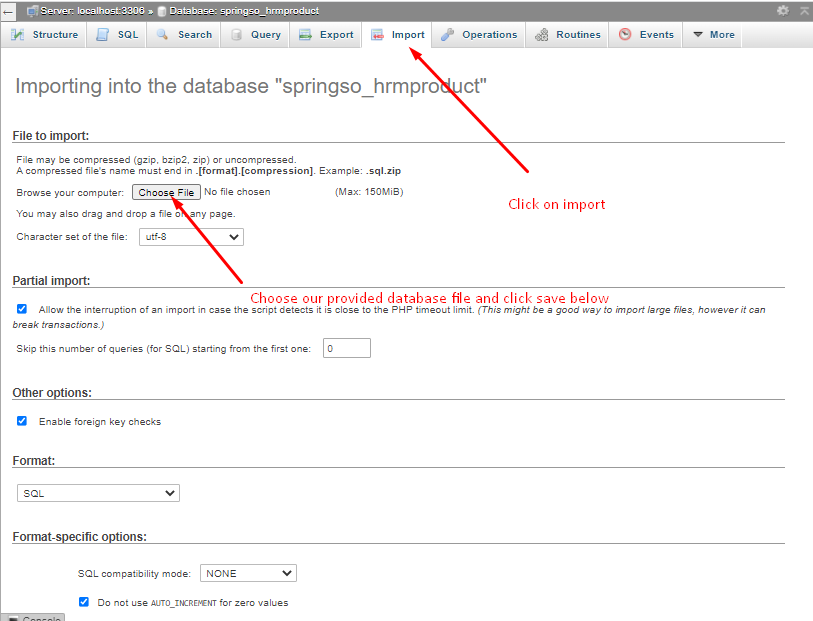 Server: localhost:3306 » Database: springso_hrmproduct
Structure SQL Search Query Export Import Operations Routines Events More
Importing into the database "springso_hrmproduct"
File to import:
File may be compressed (gzip, bzip2, zip) or uncompressed.
A compressed file's name must end in .[format].[compression]. Example: .sql.zip
Browse your computer: Choose File No file chosen (Max: 150MiB)
Click on import
You may also drag and drop a file on any page.
Character set of the file: utf-8
Partial import:
Choose our provided database file and click save below
Allow the interruption of an import in case the script detects it is close to the PHP timeout limit. (This might be a good way to import large files, however it can
break transactions.)
Skip this number of queries (for SQL) starting from the first one: 0
Other options:
Enable foreign key checks
Format:
SQL
Format-specific options:
SQL compatibility mode: NONE
Do not use AUTO_INCREMENT for zero values
Console